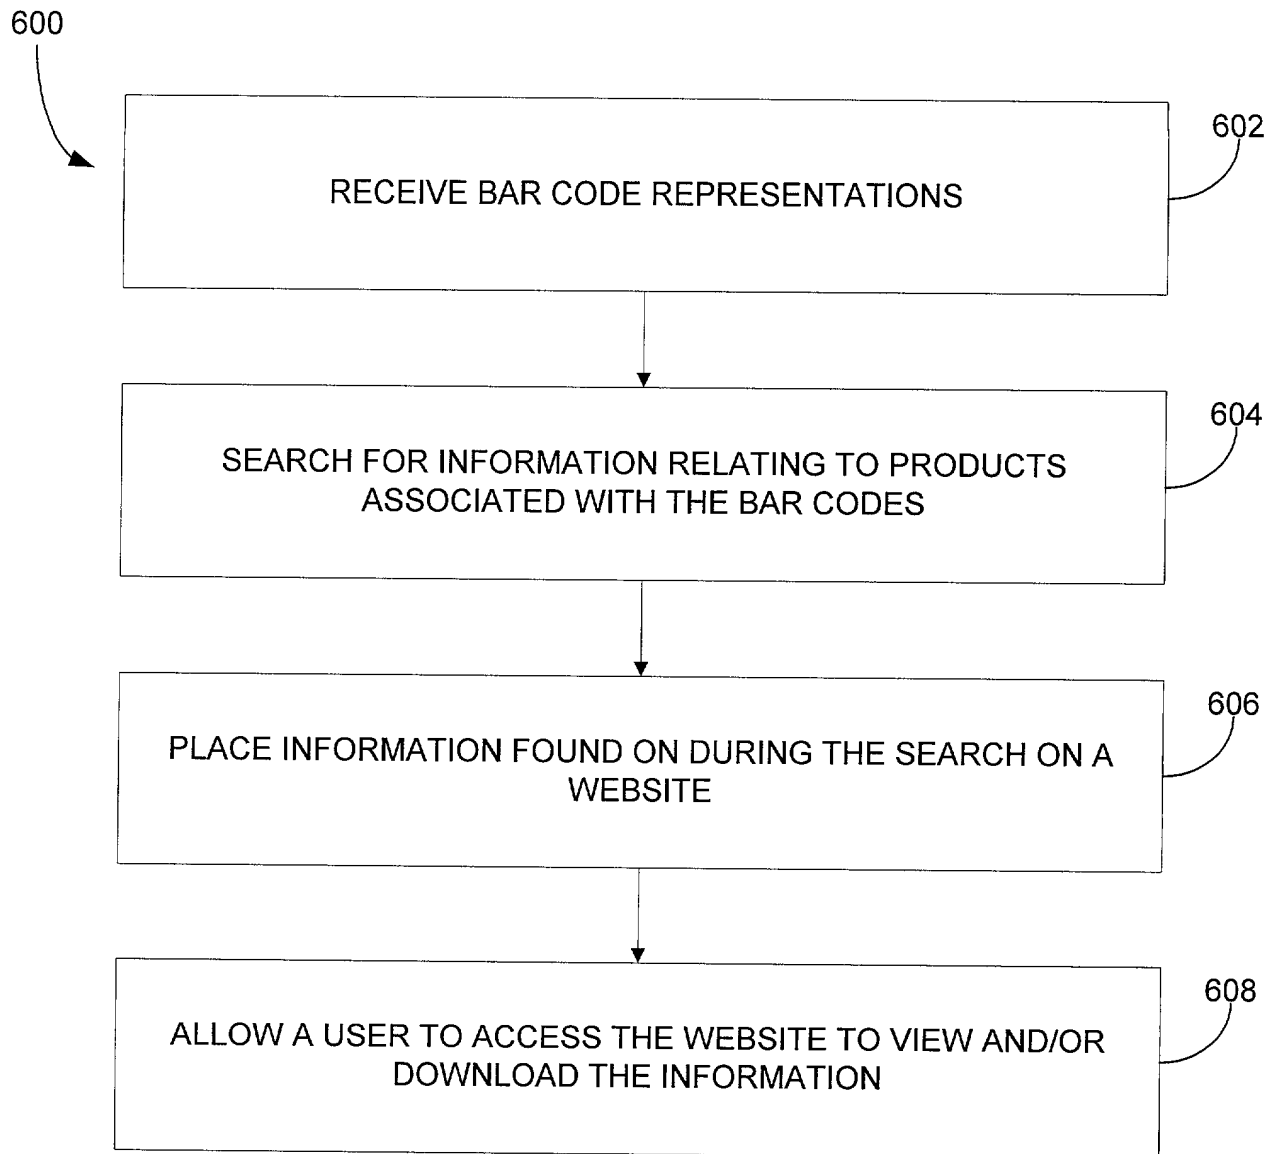 600
602
RECEIVE BAR CODE REPRESENTATIONS
604
SEARCH FOR INFORMATION RELATING TO PRODUCTS
ASSOCIATED WITH THE BAR CODES
606
PLACE INFORMATION FOUND ON DURING THE SEARCH ON A
WEBSITE
608
ALLOW A USER TO ACCESS THE WEBSITE TO VIEW AND/OR
DOWNLOAD THE INFORMATION